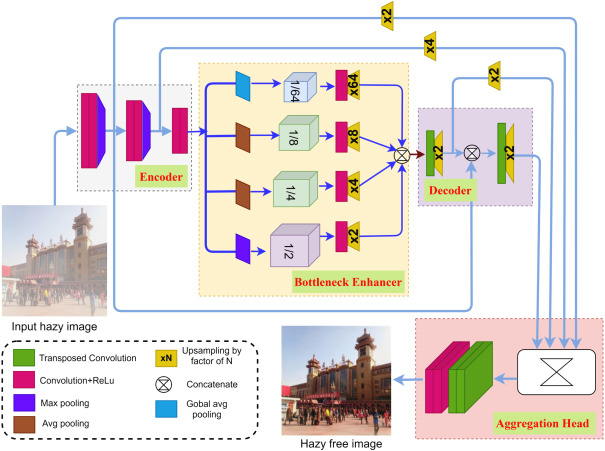 x2
x4
x2
x64
1/64
x8
1/8
x4
1/4
x2
1/2
x2
x2
Encoder
Decoder
Bottleneck Enhancer
Input hazy image
Transposed Convolution
Convolution+ReLu
Max pooling
Avg pooling
xN
Upsampling by
factor of N
Concatenate
Gobal avg
pooling
Hazy free image
Aggregation Head